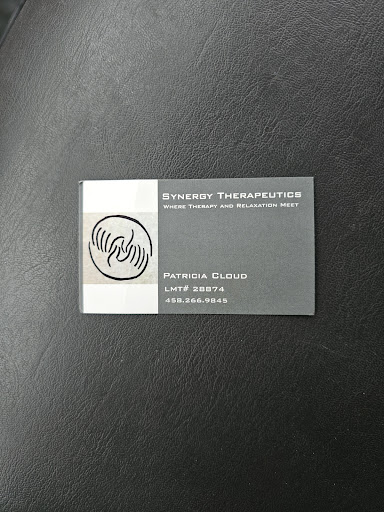 Synergy Therapeutics
Where Therapy and Relaxation Meet
Patricia Cloud
LMT# 28874
458.266.9845